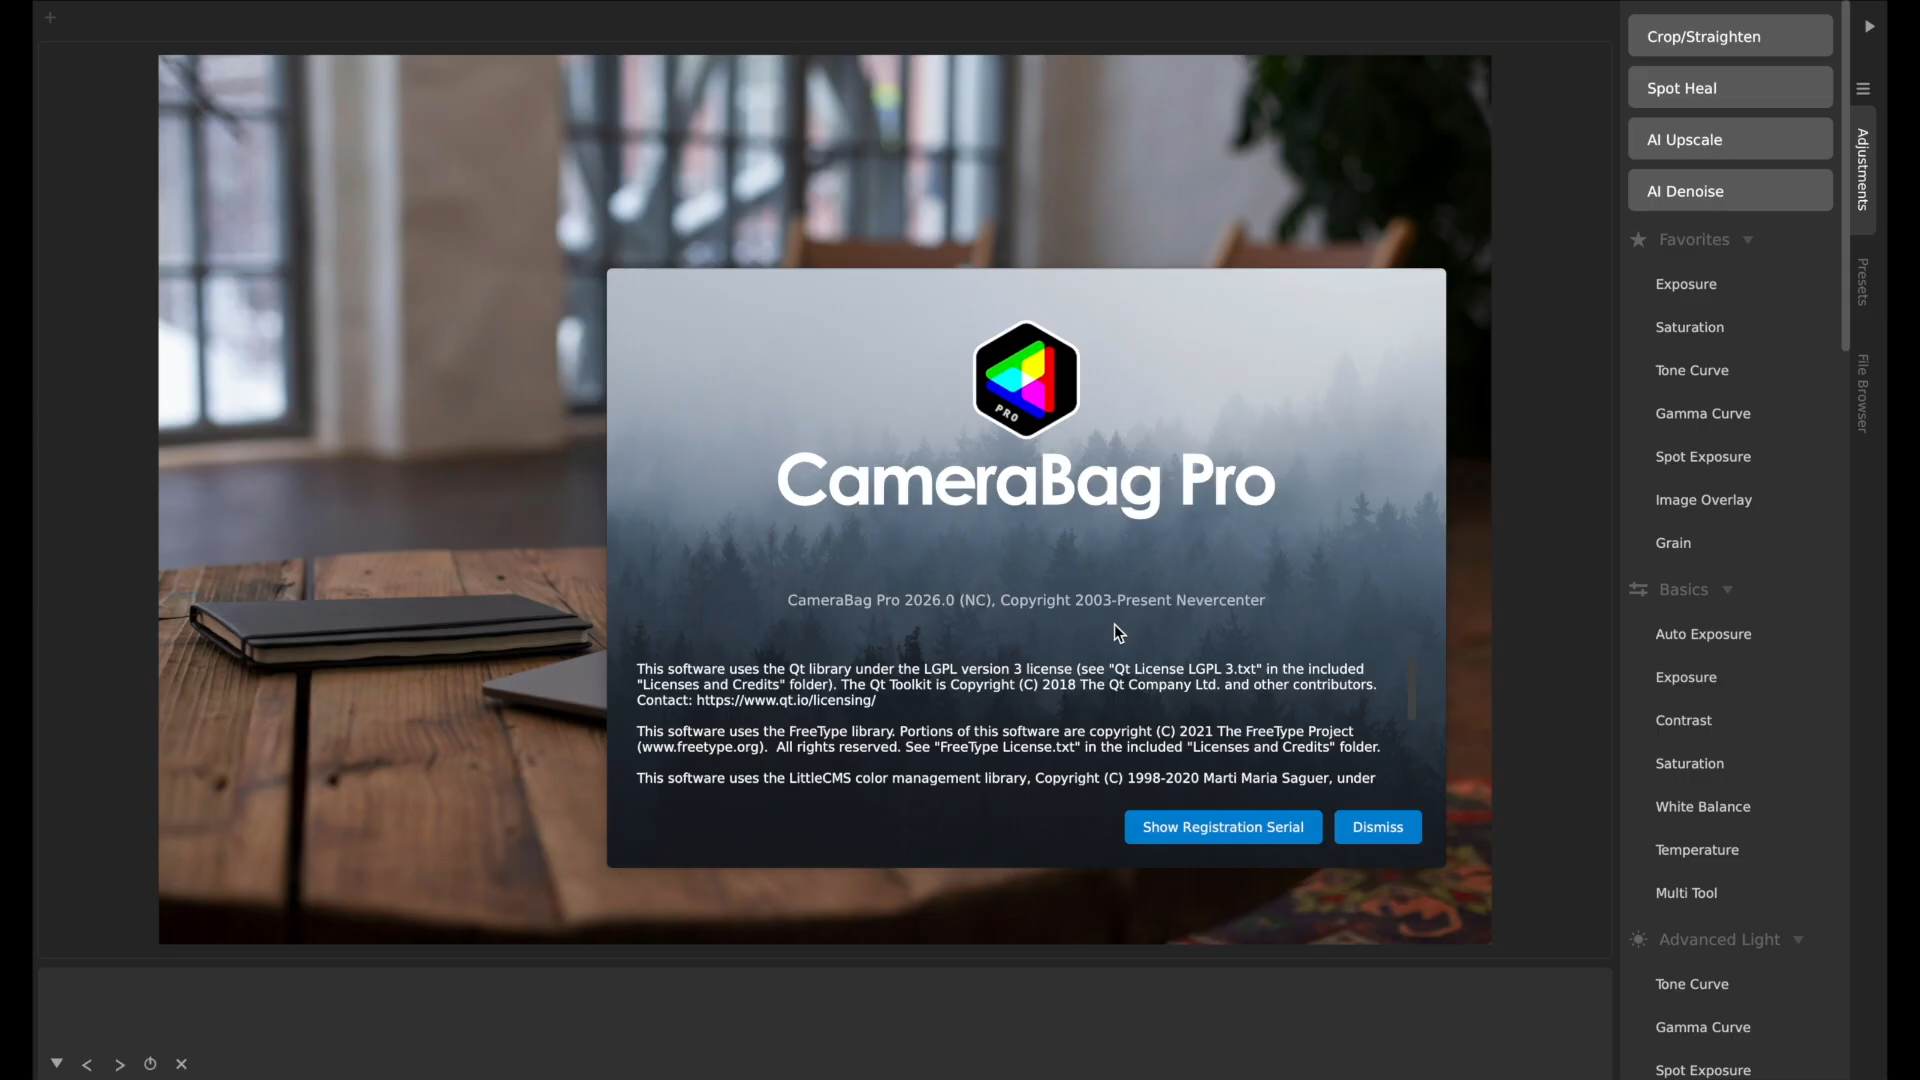 +
PRO
CameraBag Pro
CameraBag Pro 2026.0 (NC), Copyright 2003-Present Nevercenter
This software uses the Qt library under the LGPL version 3 license (see "Qt License LGPL 3.txt" in the included
"Licenses and Credits" folder). The Qt Toolkit is Copyright (C) 2018 The Qt Company Ltd. and other contributors.
Contact: https://www.qt.io/licensing/
This software uses the FreeType library. Portions of this software are copyright (C) 2021 The FreeType Project
(www.freetype.org).  All rights reserved. See "FreeType License.txt" in the included "Licenses and Credits" folder.
This software uses the LittleCMS color management library, Copyright (C) 1998-2020 Marti Maria Saguer, under
Show Registration Serial
Dismiss
Crop/Straighten
Spot Heal
AI Upscale
AI Denoise
Favorites
Exposure
Saturation
Tone Curve
Gamma Curve
Spot Exposure
Image Overlay
Grain
Basics
Auto Exposure
Exposure
Contrast
Saturation
White Balance
Temperature
Multi Tool
Advanced Light
Tone Curve
Gamma Curve
Spot Exposure
Adjustments
Presets
File Browser